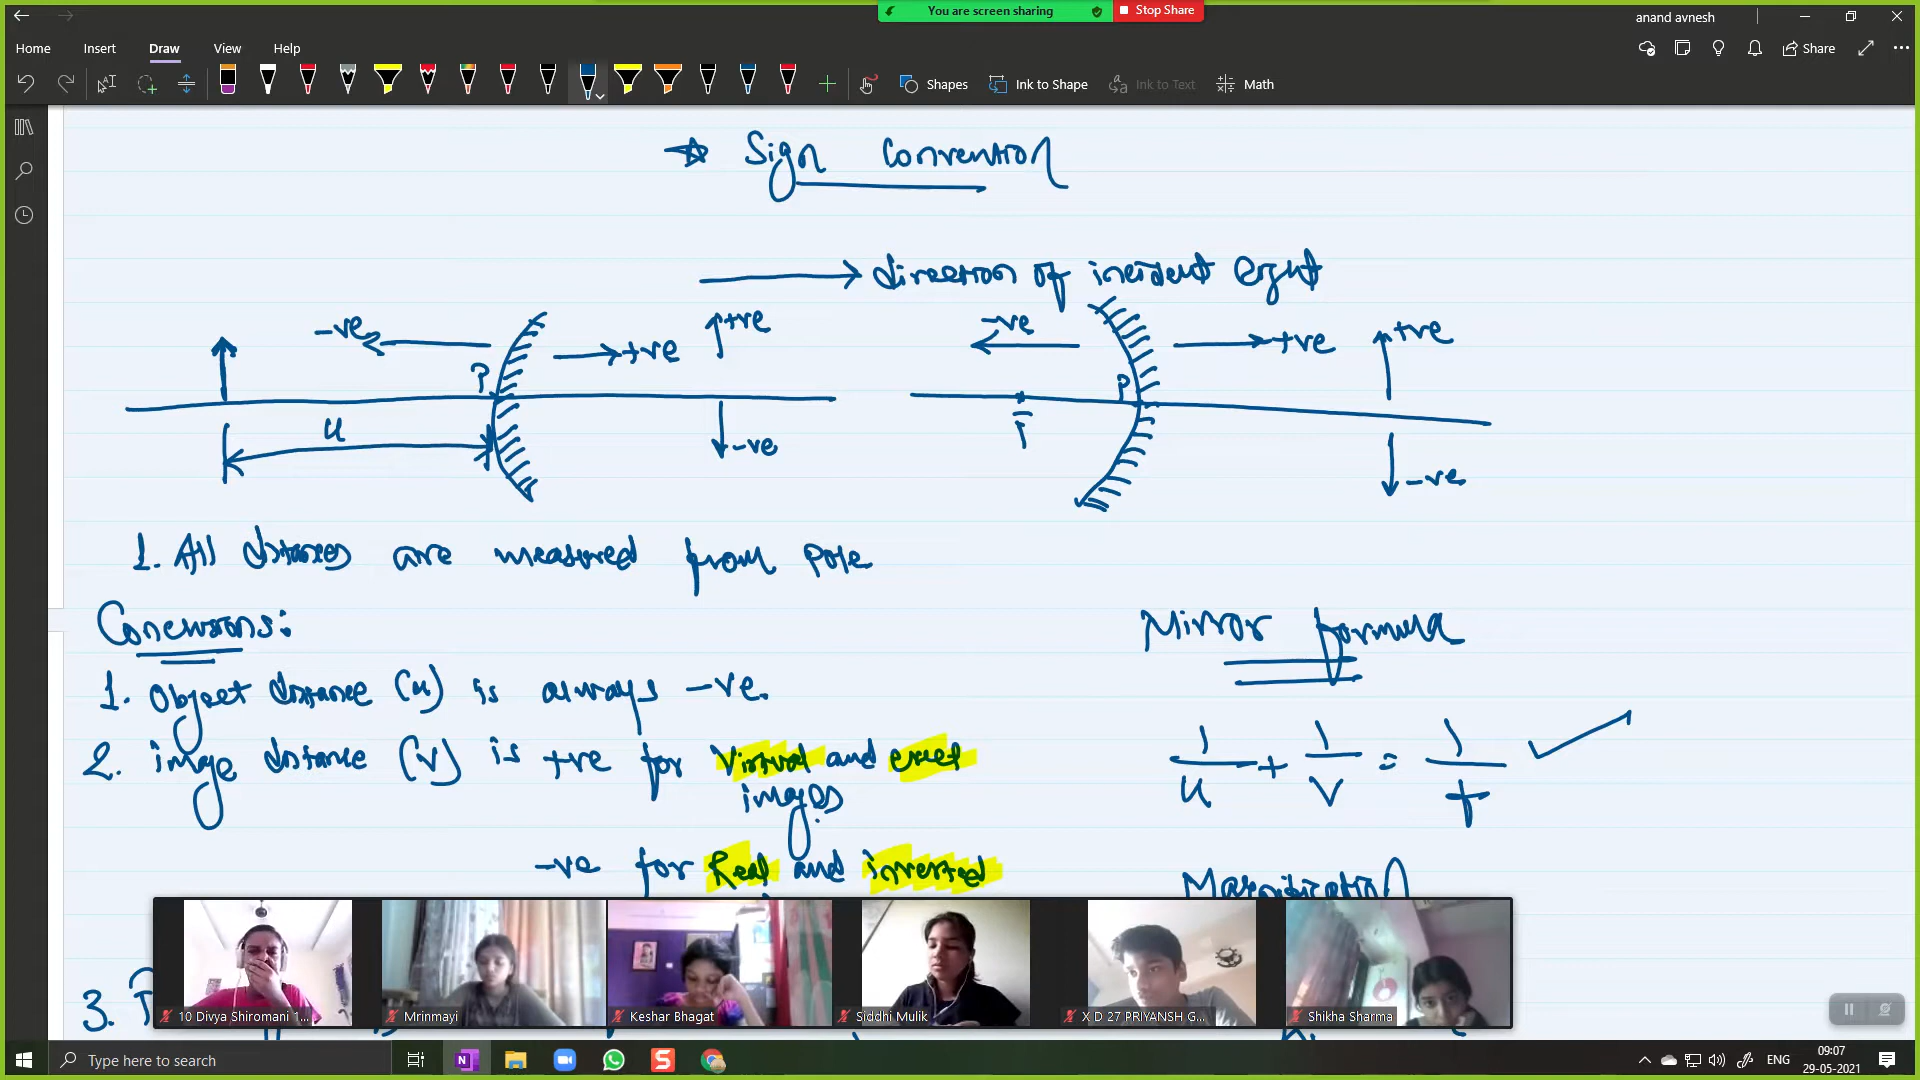 You are screen sharing
Stop Share
anand avnesh
Home Insert Draw View Help
Share
Shapes Ink to Shape Ink to Text Math
Sign Convention
direction of incident light
-ve +ve +ve -ve +ve +ve
P P
u
-ve -ve
1. All distances are measured from pole
Conclusions:
Mirror formula
1. Object distance (u) is always -ve.
2. image distance (v) is +ve for Virtual and erect
images
1/u + 1/v = 1/f
-ve for Real and inverted
Magnification
3.
10 Divya Shiromani 1...
Mrinmayi
Keshar Bhagat
Siddhi Mulik
X D 27 PRIYANSH G...
Shikha Sharma
Type here to search
ENG
09:07
29-05-2021